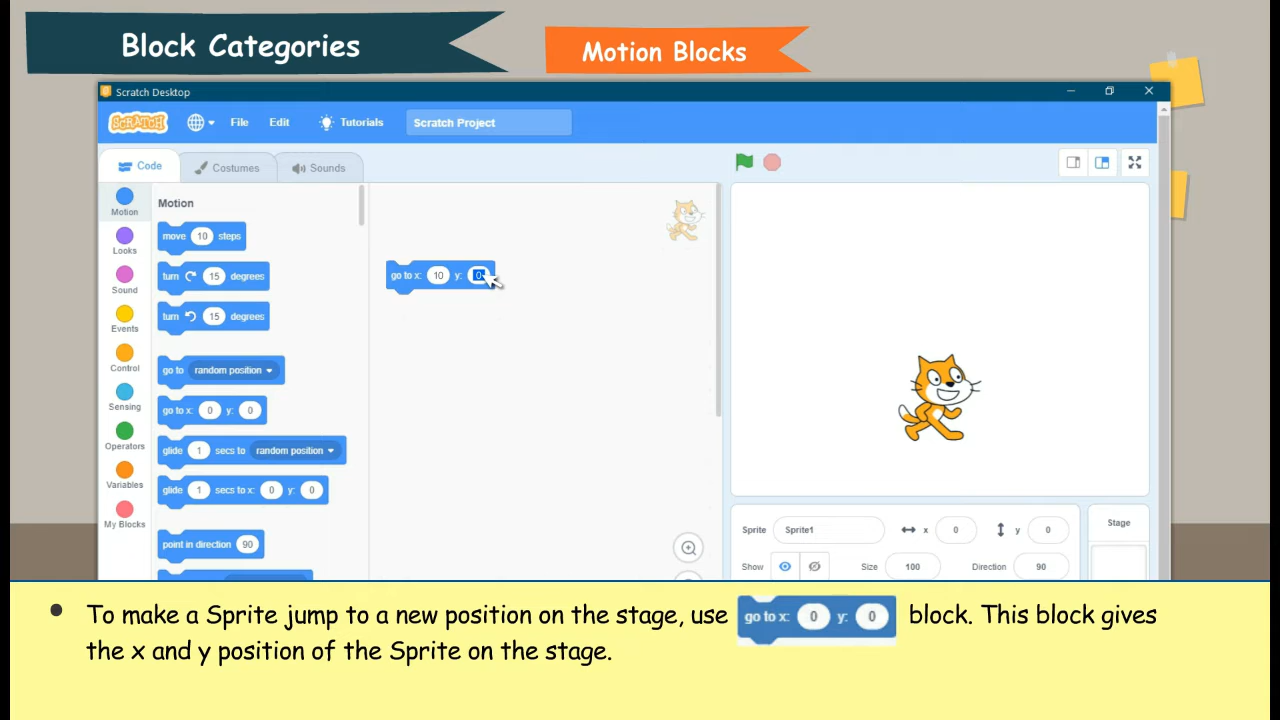 Block Categories
Motion Blocks
Scratch Desktop
SCRATCH
File Edit Tutorials Scratch Project
Code Costumes Sounds
Motion
Looks
Sound
Events
Control
Sensing
Operators
Variables
My Blocks
Motion
move 10 steps
turn 15 degrees
turn 15 degrees
go to random position
go to x: 0 y: 0
glide 1 secs to random position
glide 1 secs to x: 0 y: 0
point in direction 90
go to x: 10 y: 0
Sprite Sprite1 x 0 y 0
Show Size 100 Direction 90
Stage
• To make a Sprite jump to a new position on the stage, use go to x: 0 y: 0 block. This block gives
the x and y position of the Sprite on the stage.